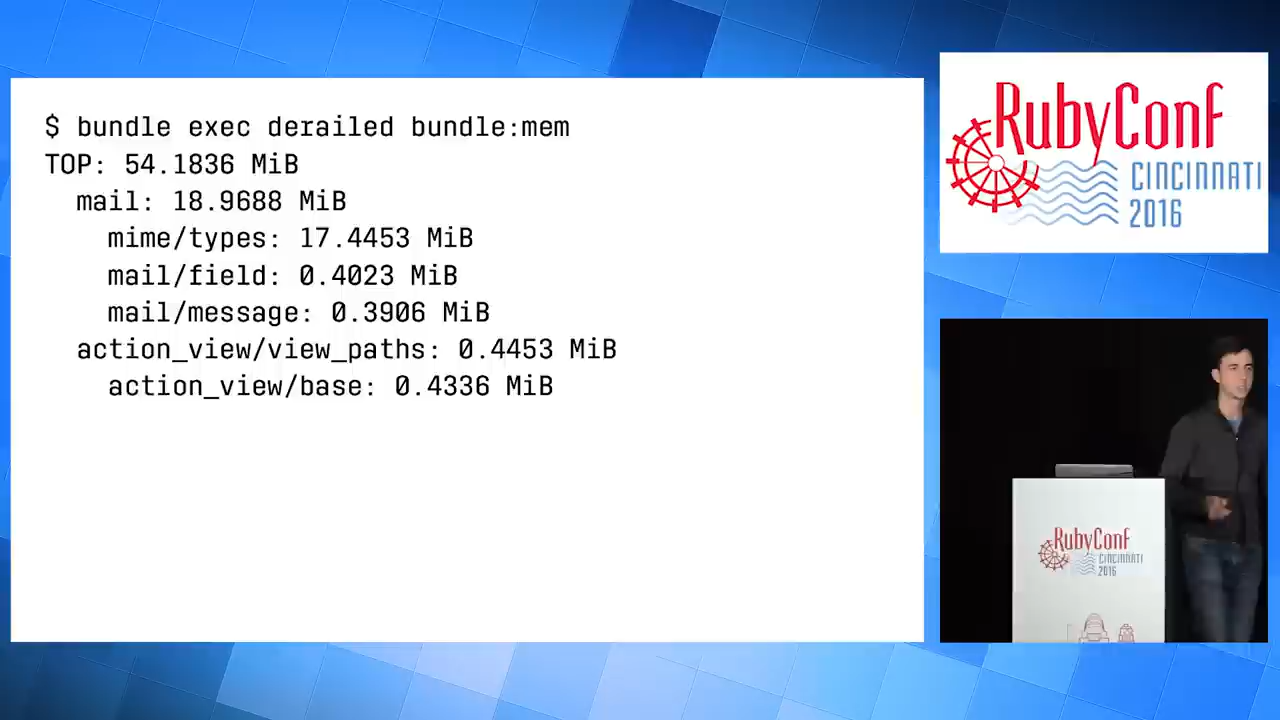 $ bundle exec derailed bundle:mem
TOP: 54.1836 MiB
mail: 18.9688 MiB
mime/types: 17.4453 MiB
mail/field: 0.4023 MiB
mail/message: 0.3906 MiB
action_view/view_paths: 0.4453 MiB
action_view/base: 0.4336 MiB
RubyConf
CINCINNATI
2016
RubyConf
CINCINNATI
2016